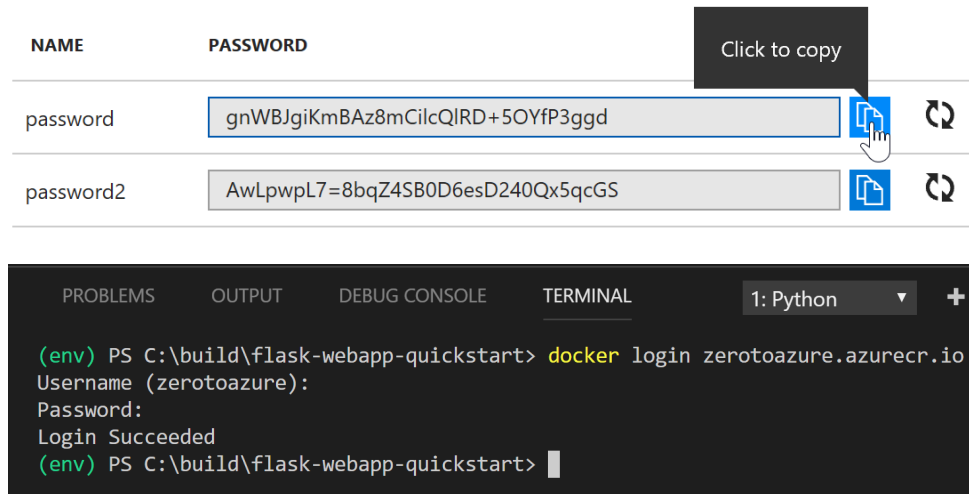 NAME PASSWORD
Click to copy
password gnWBJgiKmBAz8mCilcQlRD+5OYfP3ggd
password2 AwLpwpL7=8bqZ4SB0D6esD240Qx5qcGS
PROBLEMS OUTPUT DEBUG CONSOLE TERMINAL 1: Python
(env) PS C:\build\flask-webapp-quickstart> docker login zerotoazure.azurecr.io
Username (zerotoazure):
Password:
Login Succeeded
(env) PS C:\build\flask-webapp-quickstart>